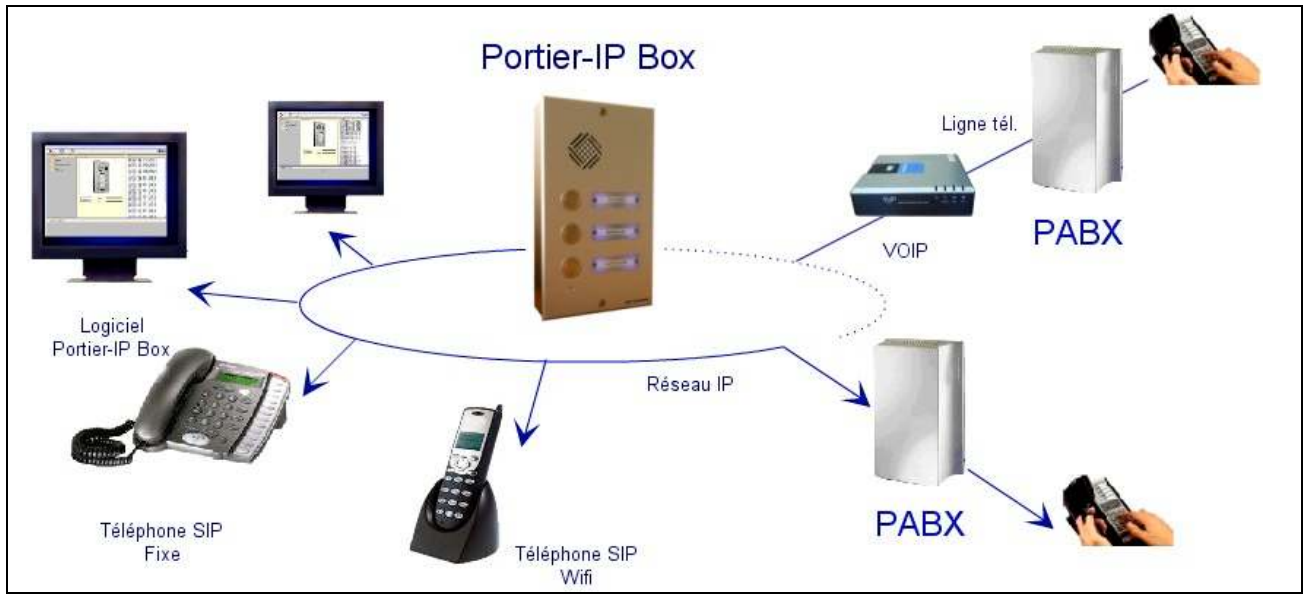 Portier-IP Box
Ligne tél.
PABX
VOIP
Logiciel
Portier-IP Box
Réseau IP
PABX
Téléphone SIP
Fixe
Téléphone SIP
Wifi